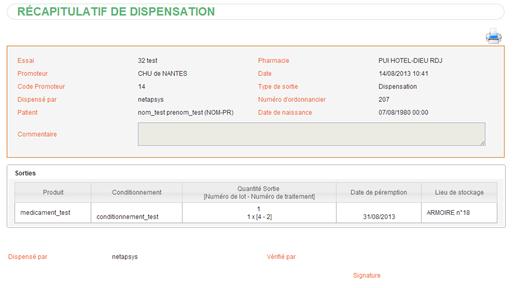 RÉCAPITULATIF DE DISPENSATION
Essai 32 test Pharmacie PUI HOTEL-DIEU RDJ
Promoteur CHU de NANTES Date 14/08/2013 10:41
Code Promoteur 14 Type de sortie Dispensation
Dispensé par netapsys Numéro d'ordonnancier 207
Patient nom_test prenom_test (NOM-PR) Date de naissance 07/08/1980 00:00
Commentaire
Sorties
Produit Conditionnement Quantité Sortie [Numéro de lot - Numéro de traitement] Date de péremption Lieu de stockage
medicament_test conditionnement_test 1 31/08/2013 ARMOIRE n°18
1 x [4 - 2]
Dispensé par netapsys Vérifié par
Signature